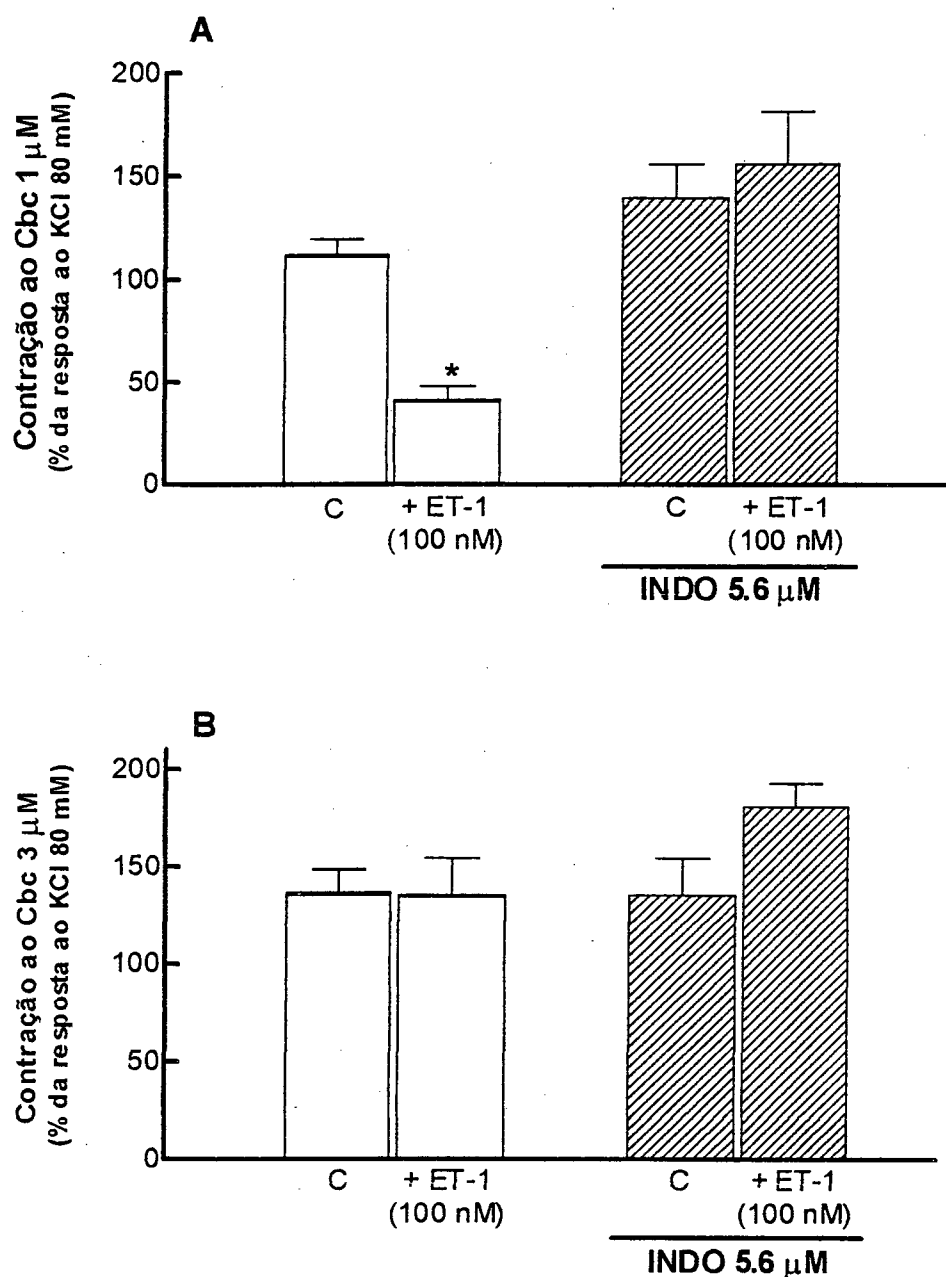 A
Contração ao Cbc 1 μM
(% da resposta ao KCl 80 mM)
200
150
100
50
0
*
C
+ ET-1
(100 nM)
C
+ ET-1
(100 nM)
INDO 5.6 μM
B
Contração ao Cbc 3 μM
(% da resposta ao KCl 80 mM)
200
150
100
50
0
C
+ ET-1
(100 nM)
C
+ ET-1
(100 nM)
INDO 5.6 μM